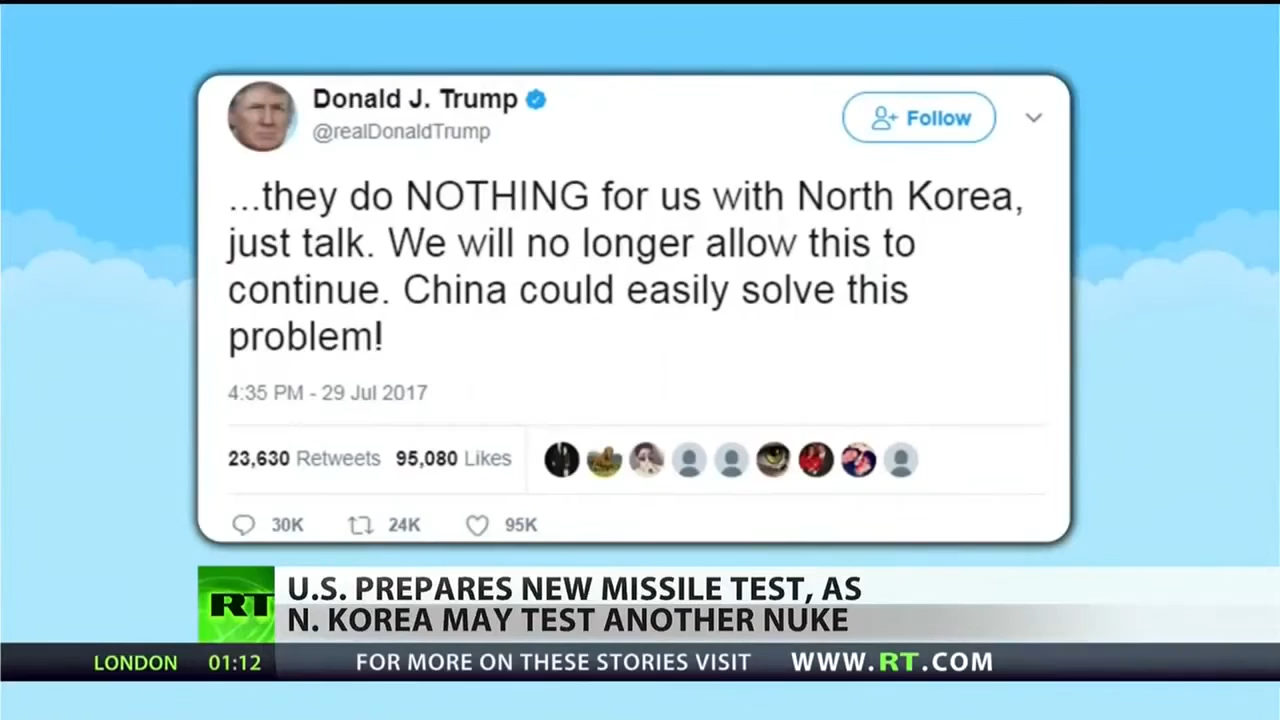 Donald J. Trump
@realDonaldTrump
Follow
...they do NOTHING for us with North Korea,
just talk. We will no longer allow this to
continue. China could easily solve this
problem!
4:35 PM - 29 Jul 2017
23,630 Retweets 95,080 Likes
30K 24K 95K
RT
U.S. PREPARES NEW MISSILE TEST, AS
N. KOREA MAY TEST ANOTHER NUKE
LONDON 01:12 FOR MORE ON THESE STORIES VISIT WWW.RT.COM